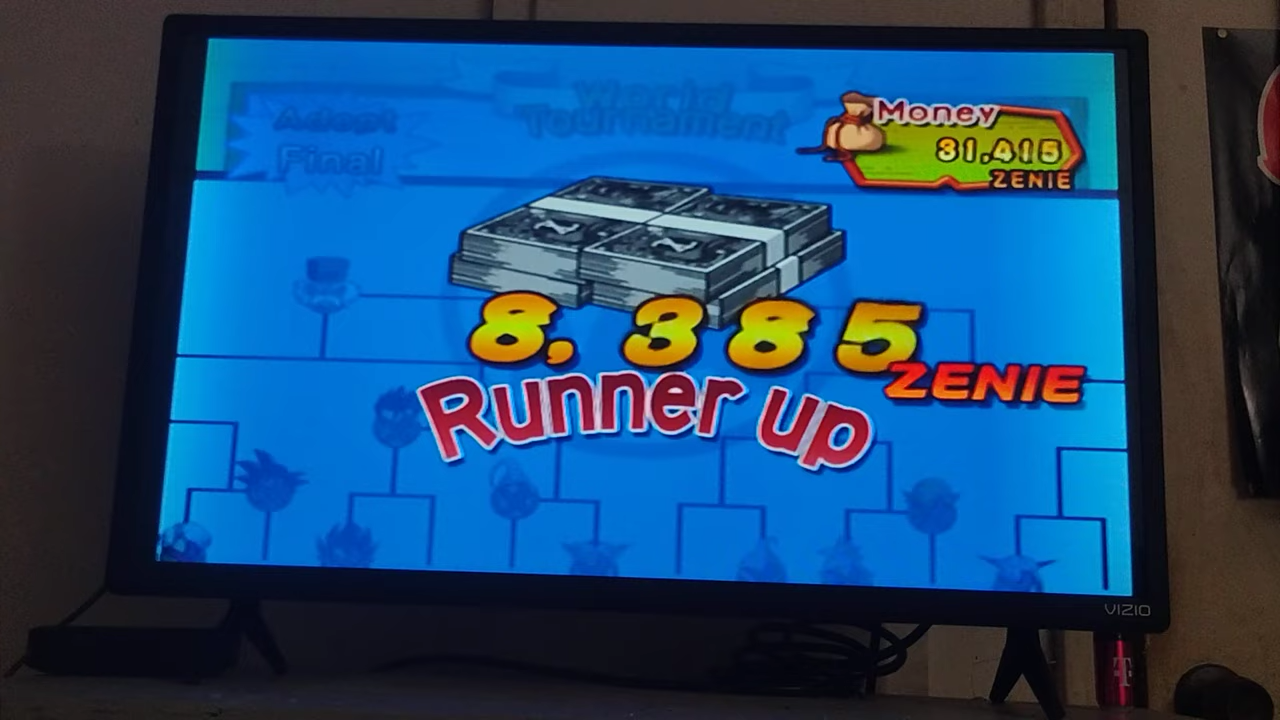 World
Tournament
Adept
Final
Money
31,415
ZENIE
8,385
ZENIE
Runner up
VIZIO
T